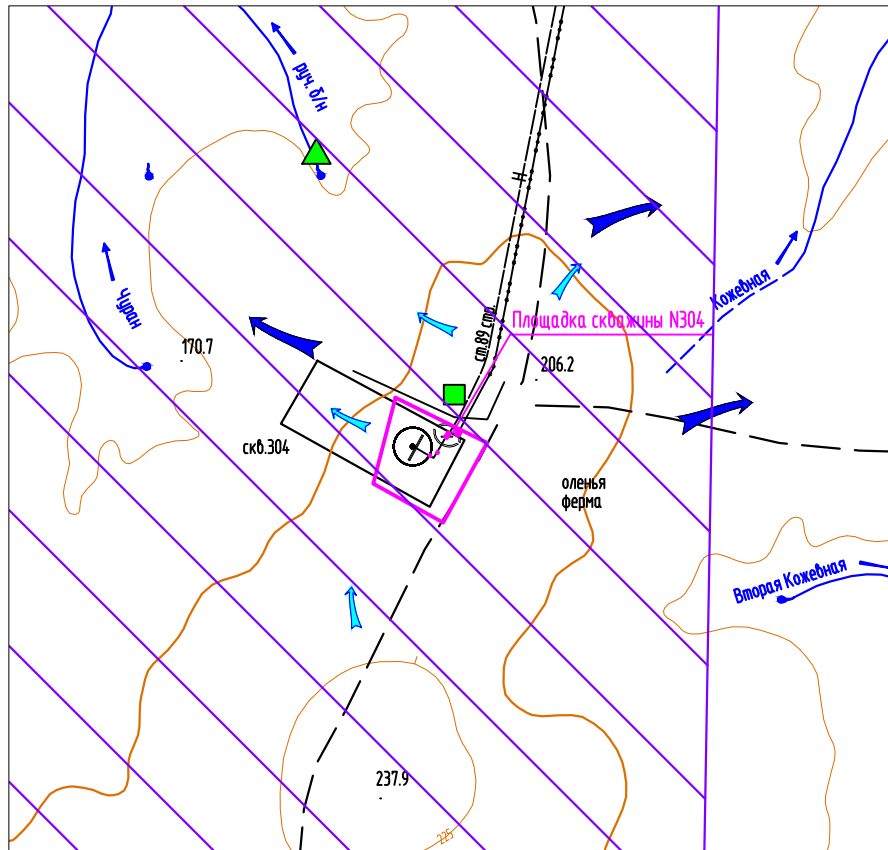 руч. б/н
Н
Чуран
Кожевная
ст.89 стр.
Площадка скважины N304
170.7
206.2
скв.304
оленья
ферма
Вторая Кожевная
237.9
225